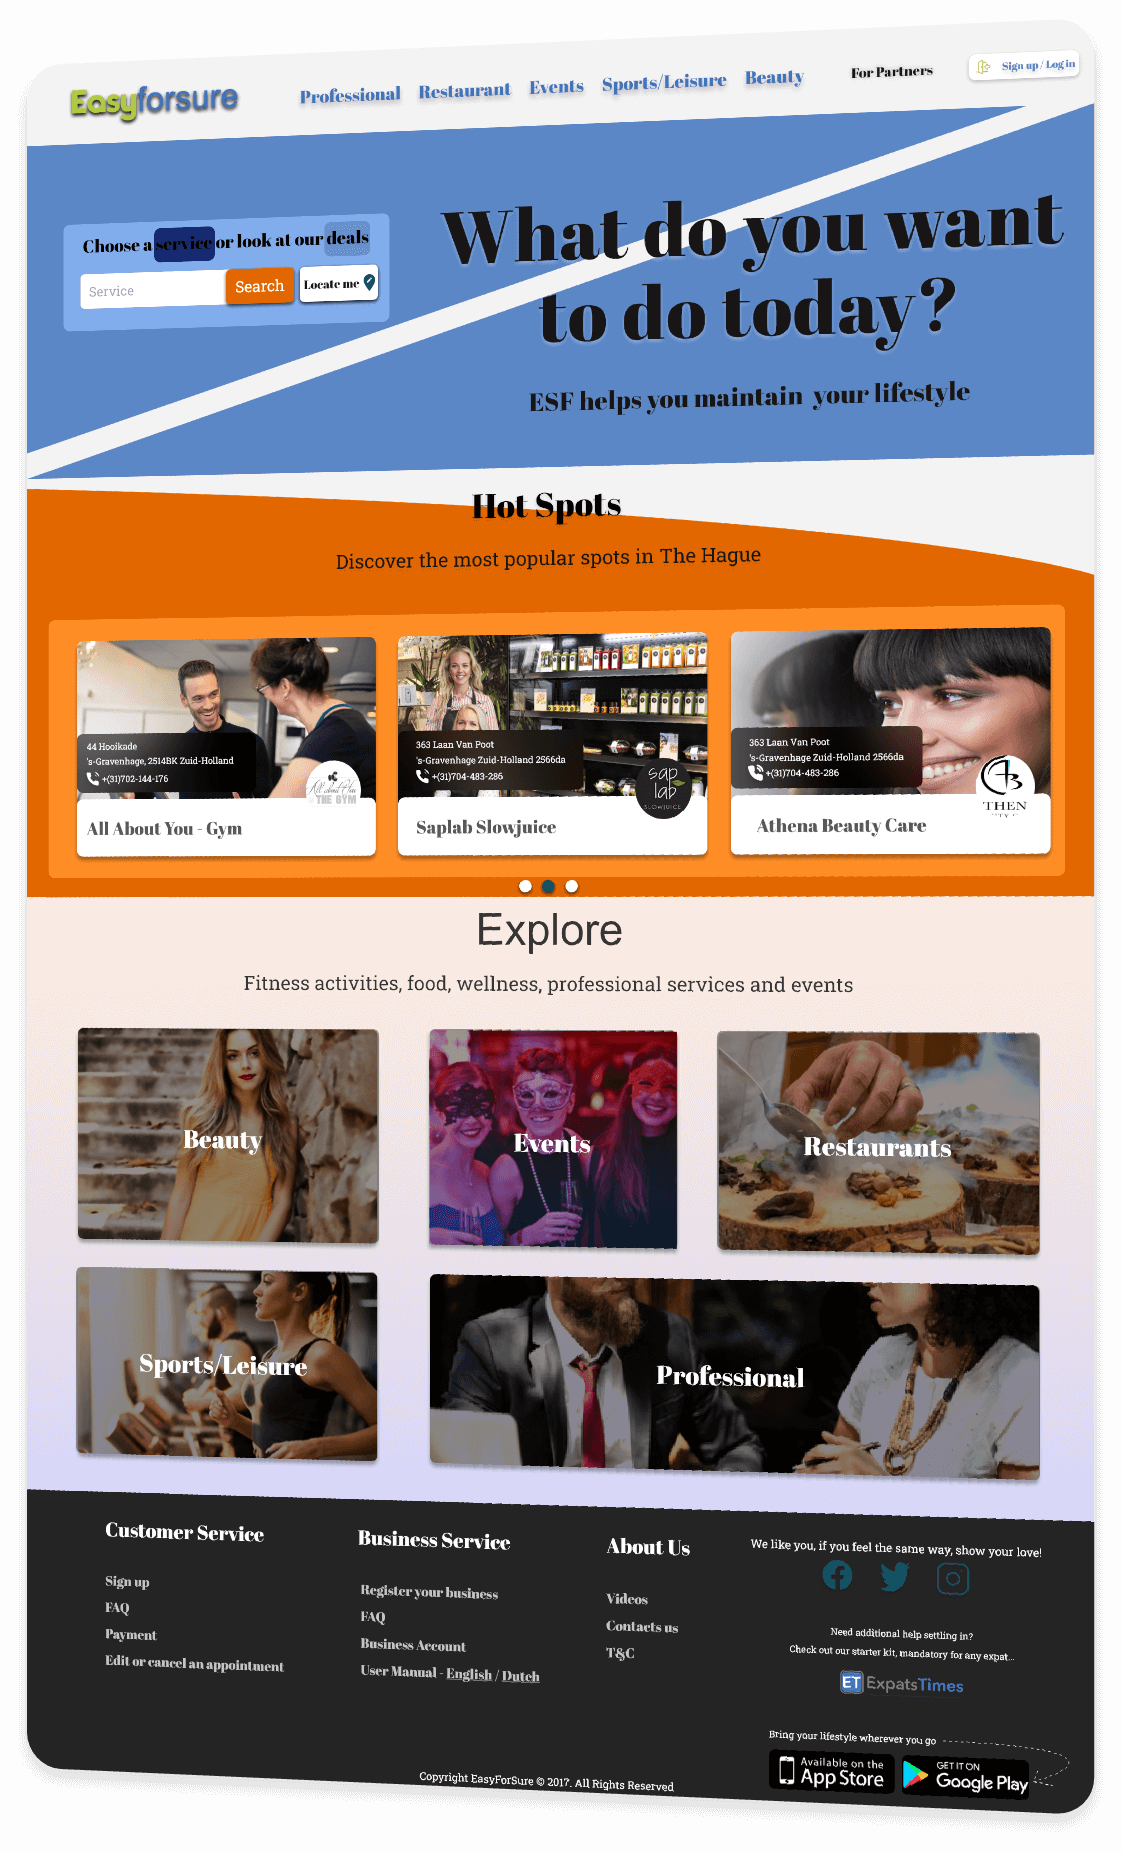 Easyforsure
Professional Restaurant Events Sports/Leisure Beauty
For Partners
Sign up / Log in
Choose a service or look at our deals
Service
Search
Locate me
What do you want
to do today?
ESF helps you maintain your lifestyle
Hot Spots
Discover the most popular spots in The Hague
44 Hooikade
's-Gravenhage, 2514BK Zuid-Holland
+(31)702-144-176
All about You
THE GYM
All About You - Gym
363 Laan Van Poot
's-Gravenhage Zuid-Holland 2566da
+(31)704-483-286
sap
lab
SLOWJUICE
Saplab Slowjuice
363 Laan Van Poot
's-Gravenhage Zuid-Holland 2566da
+(31)704-483-286
THEN
Athena Beauty Care
Explore
Fitness activities, food, wellness, professional services and events
Beauty
Events
Restaurants
Sports/Leisure
Professional
Customer Service
Sign up
FAQ
Payment
Edit or cancel an appointment
Business Service
Register your business
FAQ
Business Account
User Manual - English / Dutch
About Us
Videos
Contacts us
T&C
We like you, if you feel the same way, show your love!
Need additional help settling in?
Check out our starter kit, mandatory for any expat...
ET ExpatsTimes
Bring your lifestyle wherever you go
Available on the
App Store
GET IT ON
Google Play
Copyright EasyForSure © 2017. All Rights Reserved